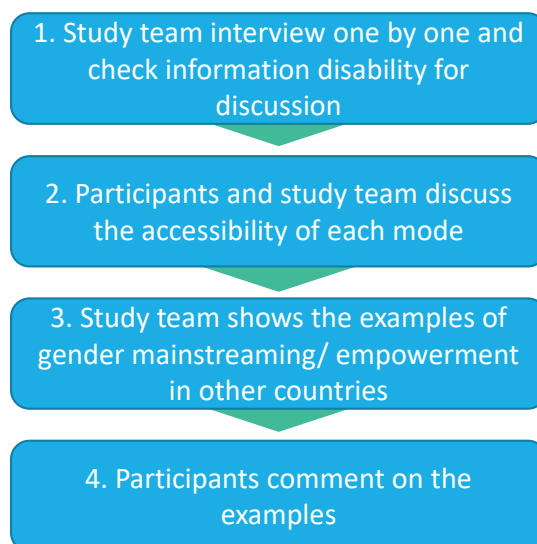 1. Study team interview one by one and
check information disability for
discussion
2. Participants and study team discuss
the accessibility of each mode
3. Study team shows the examples of
gender mainstreaming/ empowerment
in other countries
4. Participants comment on the
examples